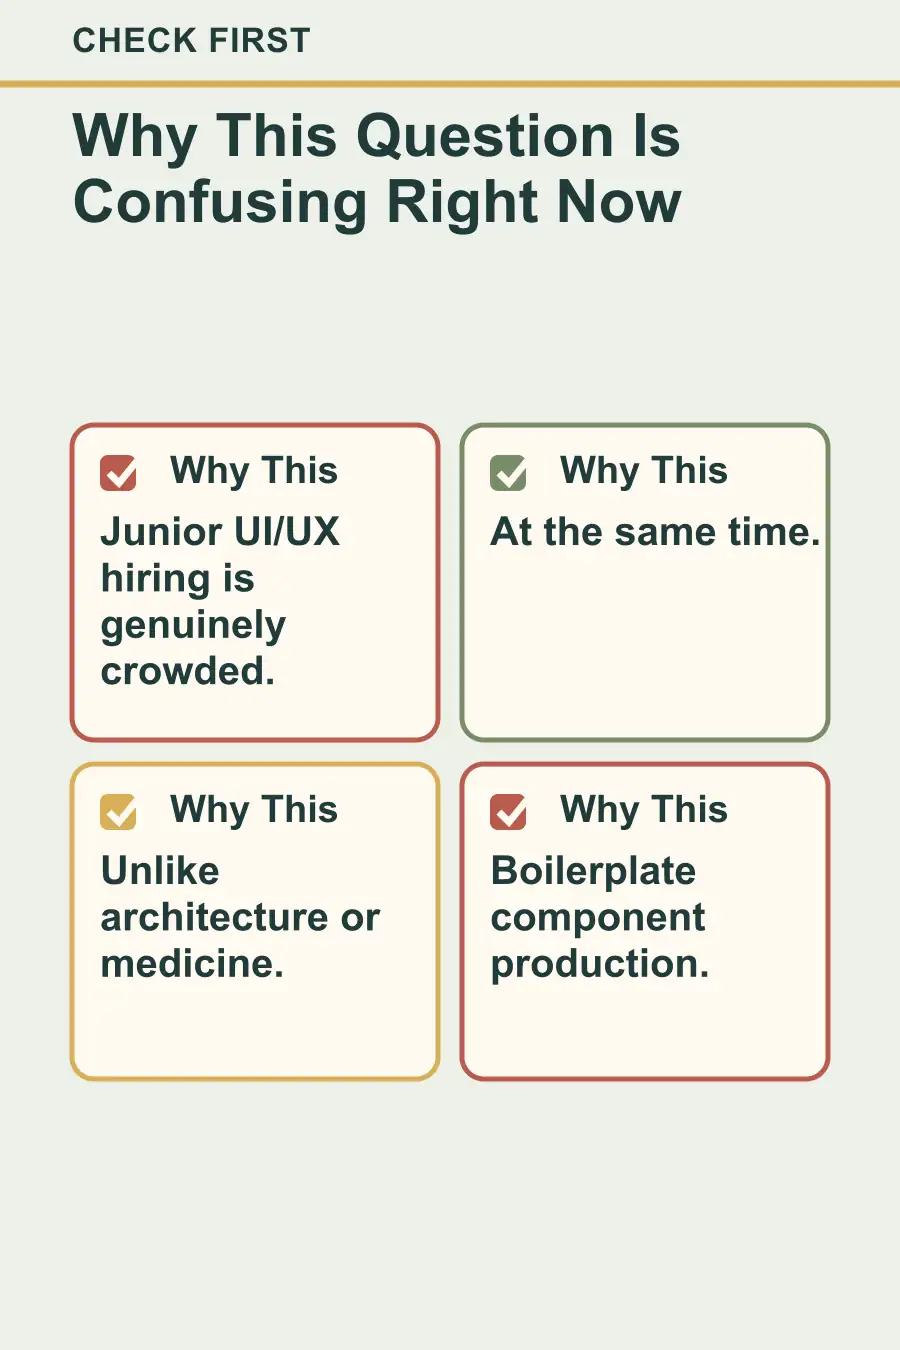 CHECK FIRST
Why This Question Is
Confusing Right Now
Why This
Junior UI/UX
hiring is
genuinely
crowded.
Why This
At the same time.
Why This
Unlike
architecture or
medicine.
Why This
Boilerplate
component
production.